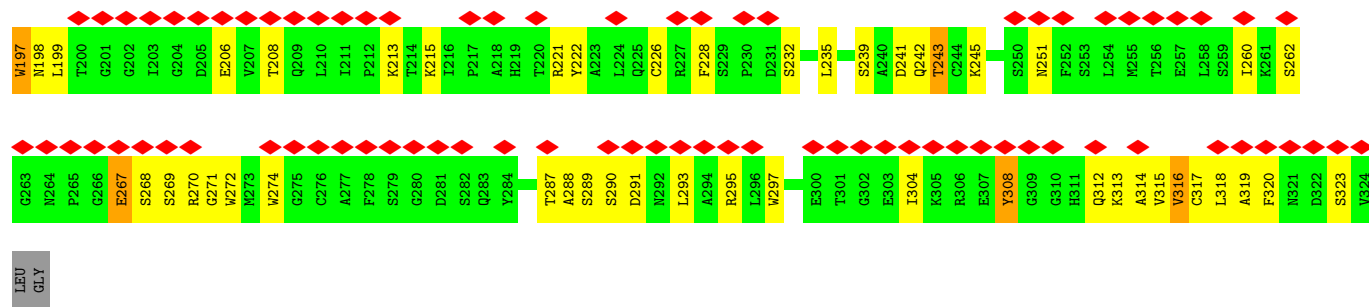 W197 N198 L199 T200 G201 G202 I203 G204 D205 E206 V207 T208 Q209 L210 I211 P212 K213 T214 K215 I216 P217 A218 H219 T220 R221 Y222 A223 L224 Q225 C226 R227 F228 S229 P230 D231 S232 L235 S239 A240 D241 Q242 T243 C244 K245 S250 N251 F252 S253 L254 M255 T256 E257 L258 S259 I260 K261 S262
G263 N264 P265 G266 E267 S268 S269 R270 G271 W272 M273 W274 G275 C276 A277 F278 S279 G280 D281 S282 Q283 Y284 T287 A288 S289 S290 D291 N292 L293 A294 R295 L296 W297 E300 T301 G302 E303 I304 K305 R306 E307 Y308 G309 G310 H311 Q312 K313 A314 V315 V316 C317 L318 A319 F320 N321 D322 S323 V324
LEU GLY